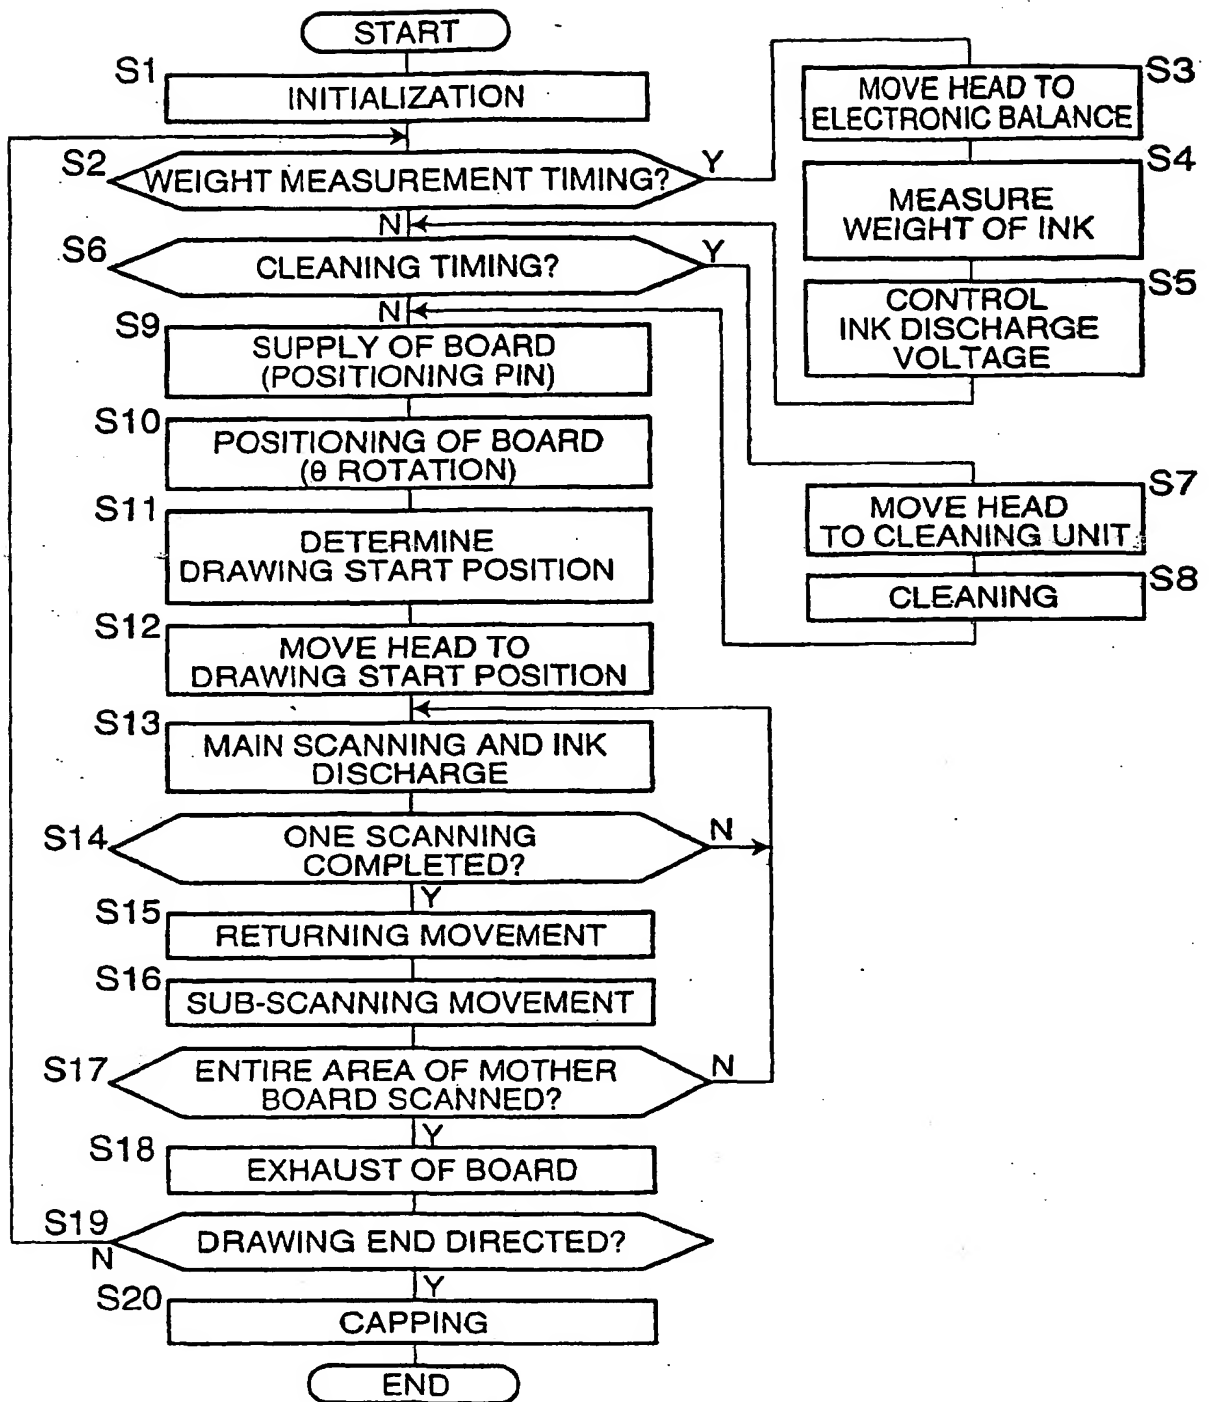 START
S1
INITIALIZATION
S2
WEIGHT MEASUREMENT TIMING?
Y
N
S3
MOVE HEAD TO
ELECTRONIC BALANCE
S4
MEASURE
WEIGHT OF INK
S5
CONTROL
INK DISCHARGE
VOLTAGE
S6
CLEANING TIMING?
Y
N
S7
MOVE HEAD
TO CLEANING UNIT
S8
CLEANING
S9
SUPPLY OF BOARD
(POSITIONING PIN)
S10
POSITIONING OF BOARD
(θ ROTATION)
S11
DETERMINE
DRAWING START POSITION
S12
MOVE HEAD TO
DRAWING START POSITION
S13
MAIN SCANNING AND INK
DISCHARGE
S14
ONE SCANNING
COMPLETED?
N
Y
S15
RETURNING MOVEMENT
S16
SUB-SCANNING MOVEMENT
S17
ENTIRE AREA OF MOTHER
BOARD SCANNED?
N
Y
S18
EXHAUST OF BOARD
S19
DRAWING END DIRECTED?
N
Y
S20
CAPPING
END